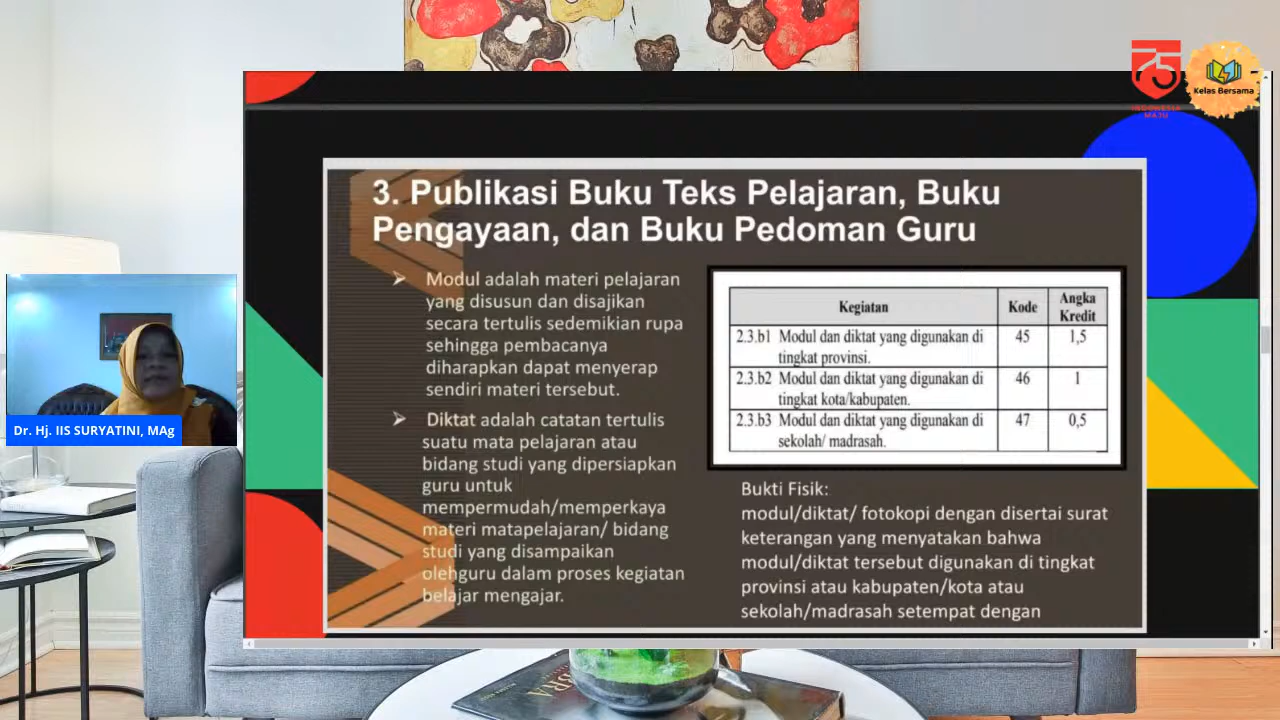 75
INDONESIA
MAJU
Kelas Bersama
3. Publikasi Buku Teks Pelajaran, Buku
Pengayaan, dan Buku Pedoman Guru
Modul adalah materi pelajaran
yang disusun dan disajikan
secara tertulis sedemikian rupa
sehingga pembacanya
diharapkan dapat menyerap
sendiri materi tersebut.
Diktat adalah catatan tertulis
suatu mata pelajaran atau
bidang studi yang dipersiapkan
guru untuk
mempermudah/memperkaya
materi matapelajaran/ bidang
studi yang disampaikan
olehguru dalam proses kegiatan
belajar mengajar.
Kegiatan Kode Angka
Kredit
2.3.b1 Modul dan diktat yang digunakan di 45 1,5
tingkat provinsi.
2.3.b2 Modul dan diktat yang digunakan di 46 1
tingkat kota/kabupaten.
2.3.b3 Modul dan diktat yang digunakan di 47 0,5
sekolah/ madrasah.
Bukti Fisik:
modul/diktat/ fotokopi dengan disertai surat
keterangan yang menyatakan bahwa
modul/diktat tersebut digunakan di tingkat
provinsi atau kabupaten/kota atau
sekolah/madrasah setempat dengan
Dr. Hj. IIS SURYATINI, MAg